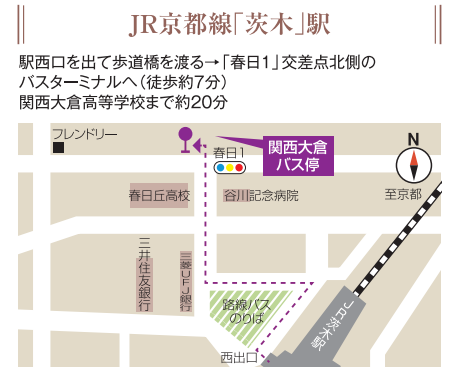 JR京都線「茨木」駅
駅西口を出て歩道橋を渡る→「春日1」交差点北側の
バスターミナルへ（徒歩約7分）
関西大倉高等学校まで約20分
フレンドリー
春日1
関西大倉
バス停
N
至京都
春日丘高校
谷川記念病院
三井住友銀行
三菱UFJ銀行
路線バス
のりば
JR茨木駅
西出口